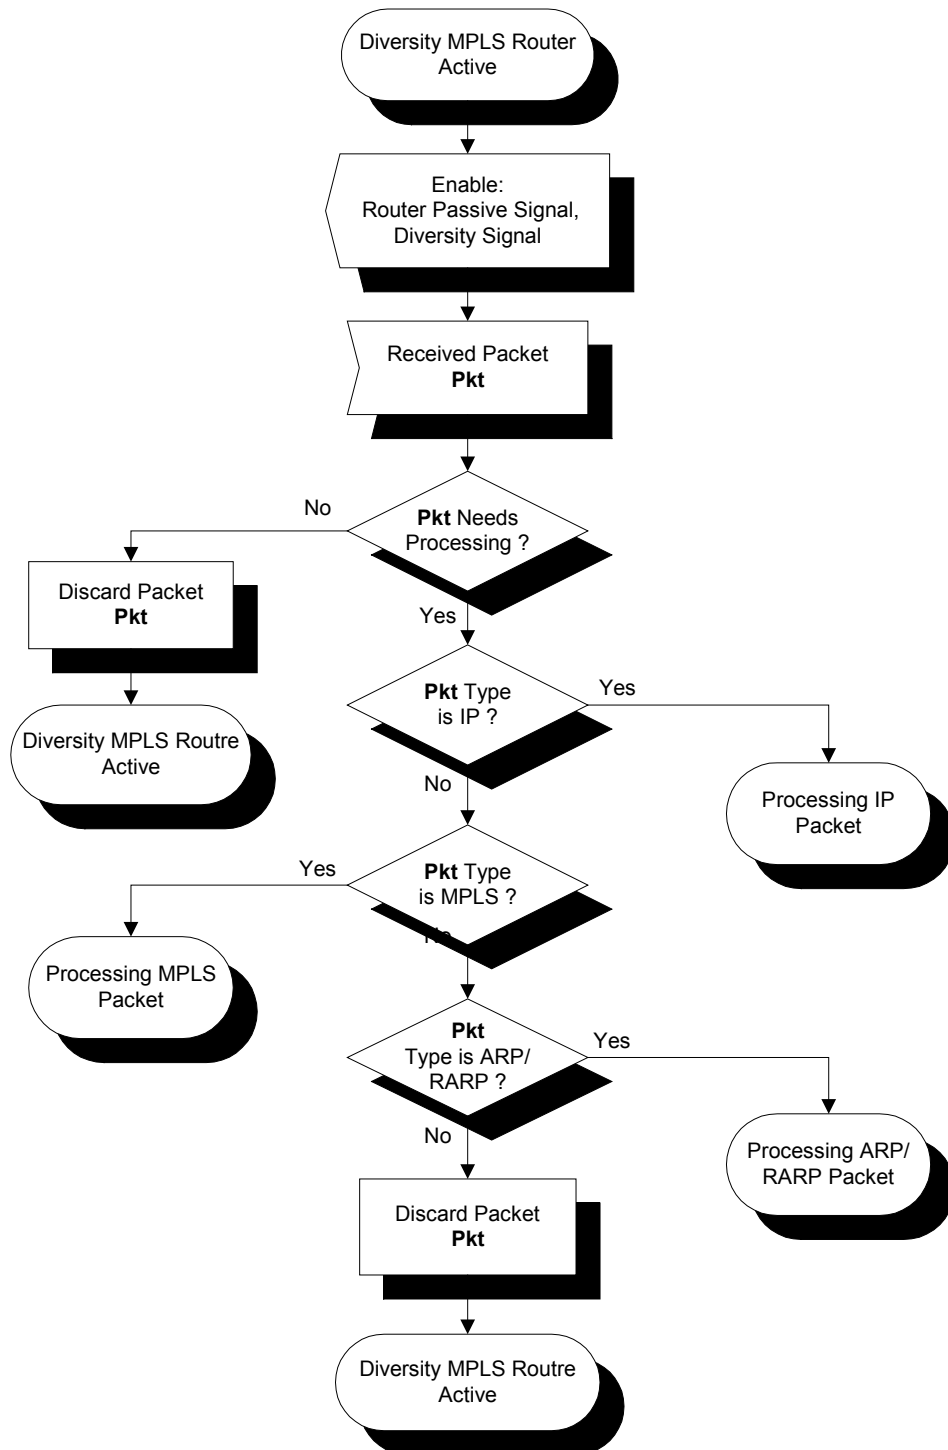 Diversity MPLS Router
Active
Enable:
Router Passive Signal,
Diversity Signal
Received Packet
Pkt
No
Pkt Needs
Processing ?
Discard Packet
Pkt
Yes
Diversity MPLS Routre
Active
Pkt Type
is IP ?
Yes
No
Processing IP
Packet
Yes
Pkt Type
is MPLS ?
No
Processing MPLS
Packet
Pkt
Type is ARP/
RARP ?
Yes
No
Processing ARP/
RARP Packet
Discard Packet
Pkt
Diversity MPLS Routre
Active